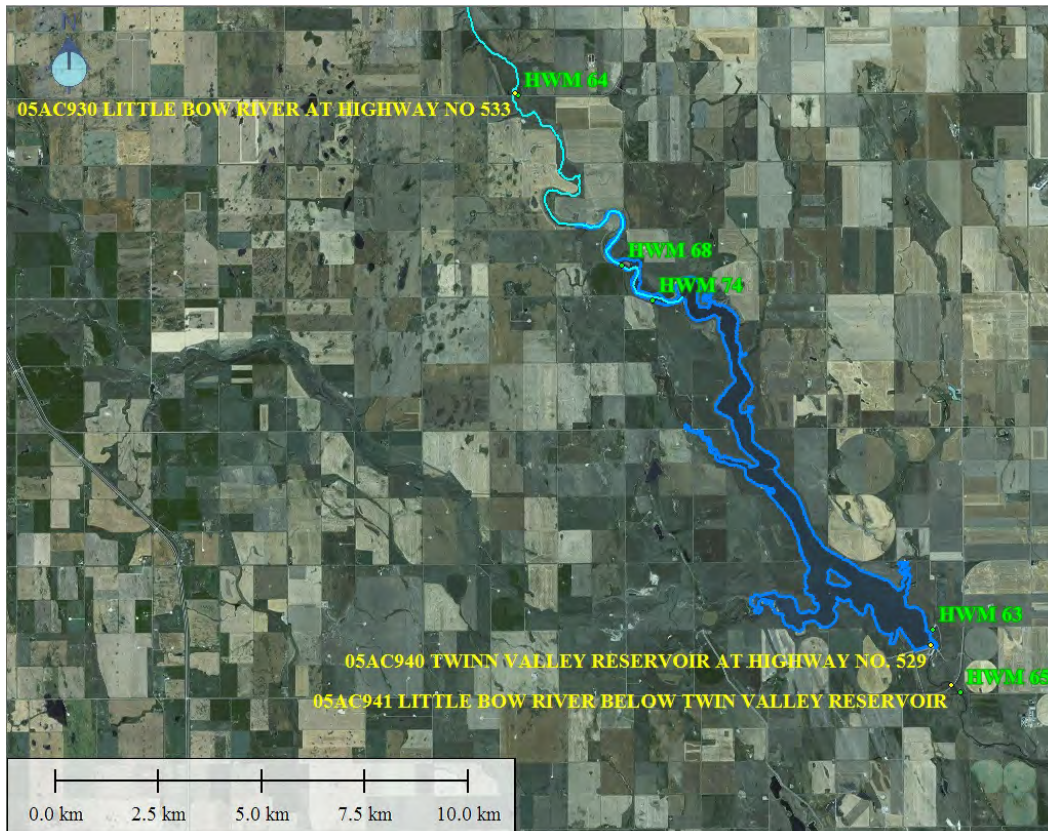 N
HWM 64
05AC930 LITTLE BOW RIVER AT HIGHWAY NO 533
HWM 68
HWM 74
HWM 63
05AC940 TWINN VALLEY RESERVOIR AT HIGHWAY NO. 529
HWM 65
05AC941 LITTLE BOW RIVER BELOW TWIN VALLEY RESERVOIR
0.0 km 2.5 km 5.0 km 7.5 km 10.0 km